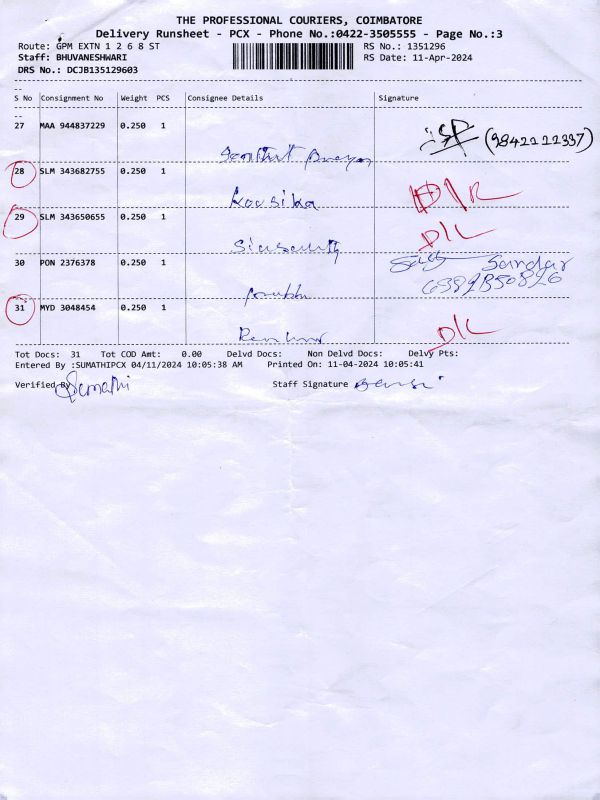 THE PROFESSIONAL COURIERS, COIMBATORE
Delivery Runsheet - PCX - Phone No.:0422-3505555 - Page No.:3
Route: GPM EXTN 1 2 6 8 ST RS No.: 1351296
Staff: BHUVANESHWARI RS Date: 11-Apr-2024
DRS No.: DCJB135129603
S No Consignment No Weight PCS Consignee Details Signature
27 MAA 944837229 0.250 1
(9842222337)
28 SLM 343682755 0.250 1
Kousika
29 SLM 343650655 0.250 1
D/L
30 PON 2376378 0.250 1
Sundar
prabhu
31 MYD 3048454 0.250 1
D/L
Tot Docs: 31 Tot COD Amt: 0.00 Delvd Docs: Non Delvd Docs: Delvy Pts:
Entered By :SUMATHIPCX 04/11/2024 10:05:38 AM Printed On: 11-04-2024 10:05:41
Verified By Sumathi Staff Signature